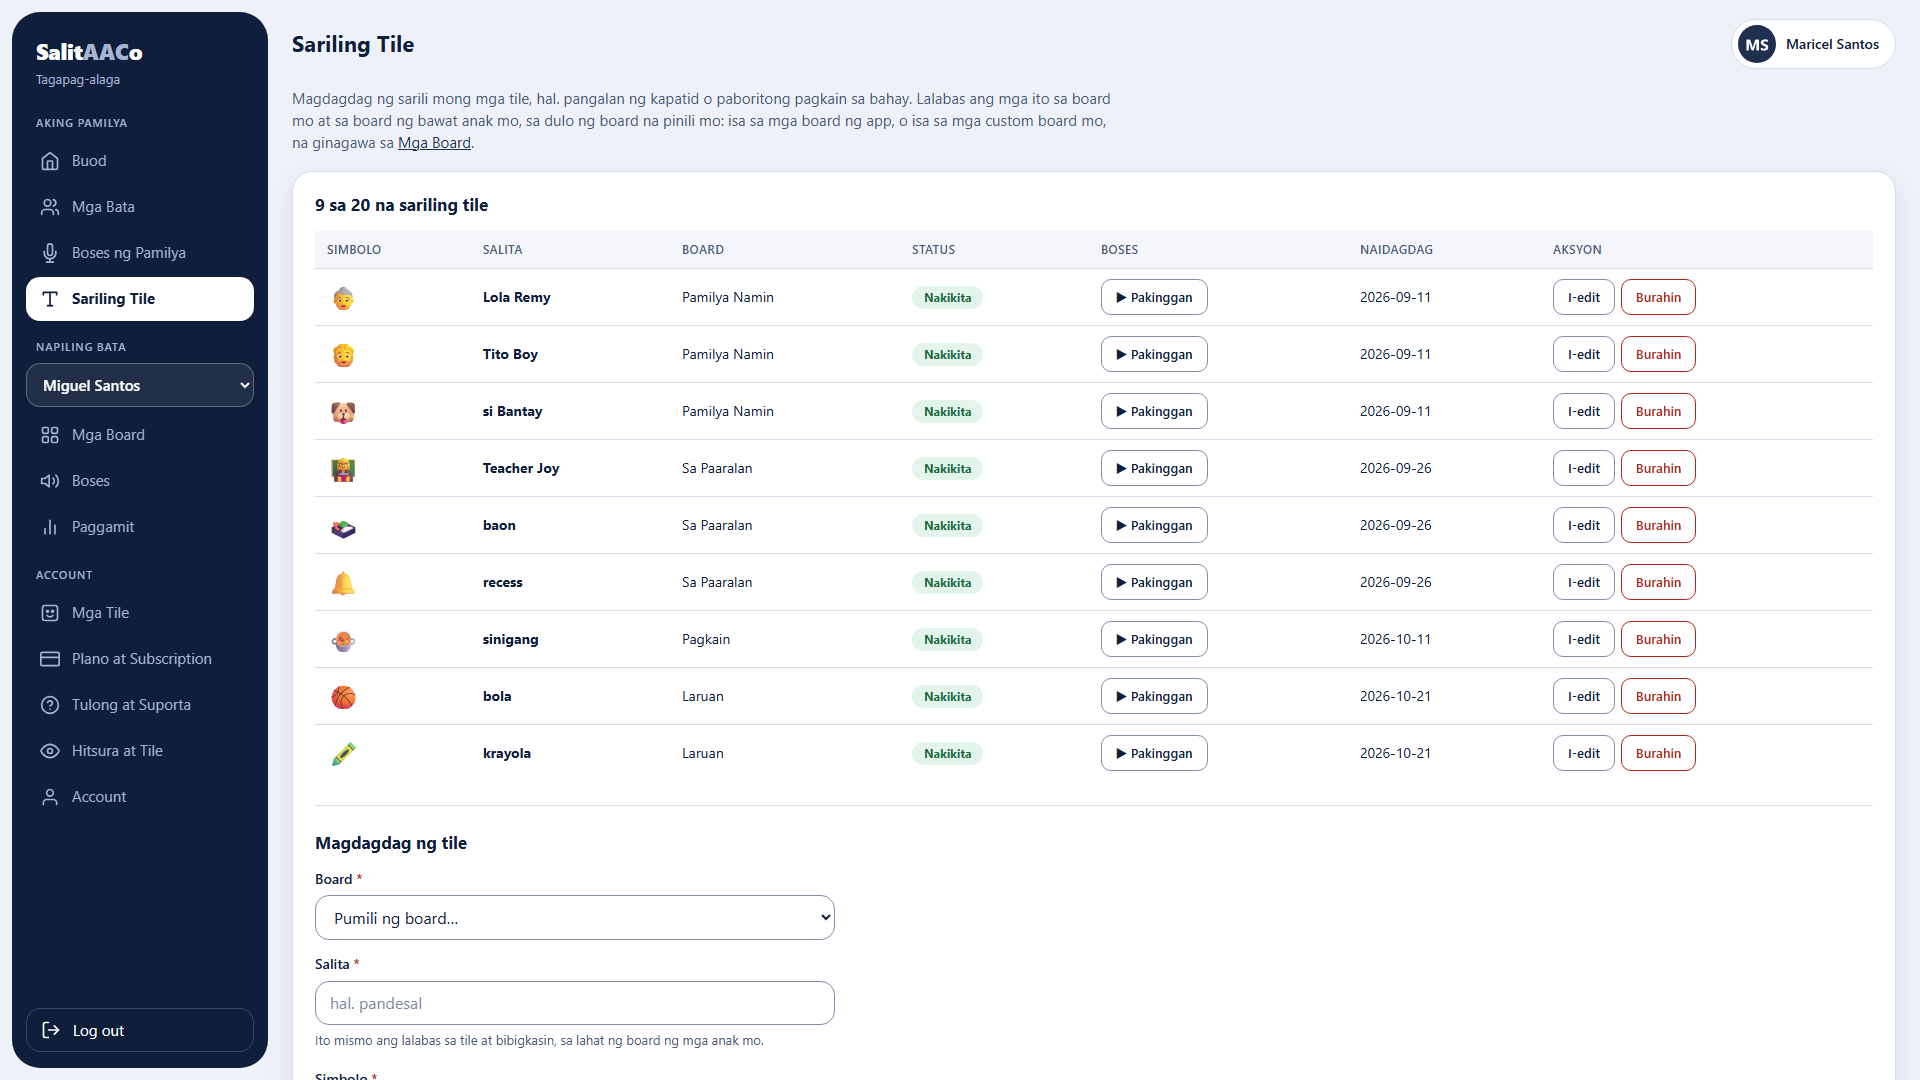 SalitAACo
Tagapag-alaga
AKING PAMILYA
Buod
Mga Bata
Boses ng Pamilya
Sariling Tile
NAPILING BATA
Miguel Santos
Mga Board
Boses
Paggamit
ACCOUNT
Mga Tile
Plano at Subscription
Tulong at Suporta
Hitsura at Tile
Account
Log out
Sariling Tile
MS Maricel Santos
Magdagdag ng sarili mong mga tile, hal. pangalan ng kapatid o paboritong pagkain sa bahay. Lalabas ang mga ito sa board
mo at sa board ng bawat anak mo, sa dulo ng board na pinili mo: isa sa mga board ng app, o isa sa mga custom board mo,
na ginagawa sa Mga Board.
9 sa 20 na sariling tile
SIMBOLO SALITA BOARD STATUS BOSES NAIDAGDAG AKSYON
Lola Remy Pamilya Namin Nakikita ▶ Pakinggan 2026-09-11 I-edit Burahin
Tito Boy Pamilya Namin Nakikita ▶ Pakinggan 2026-09-11 I-edit Burahin
si Bantay Pamilya Namin Nakikita ▶ Pakinggan 2026-09-11 I-edit Burahin
Teacher Joy Sa Paaralan Nakikita ▶ Pakinggan 2026-09-26 I-edit Burahin
baon Sa Paaralan Nakikita ▶ Pakinggan 2026-09-26 I-edit Burahin
recess Sa Paaralan Nakikita ▶ Pakinggan 2026-09-26 I-edit Burahin
sinigang Pagkain Nakikita ▶ Pakinggan 2026-10-11 I-edit Burahin
bola Laruan Nakikita ▶ Pakinggan 2026-10-21 I-edit Burahin
krayola Laruan Nakikita ▶ Pakinggan 2026-10-21 I-edit Burahin
Magdagdag ng tile
Board *
Pumili ng board...
Salita *
hal. pandesal
Ito mismo ang lalabas sa tile at bibigkasin, sa lahat ng board ng mga anak mo.
Simbolo *